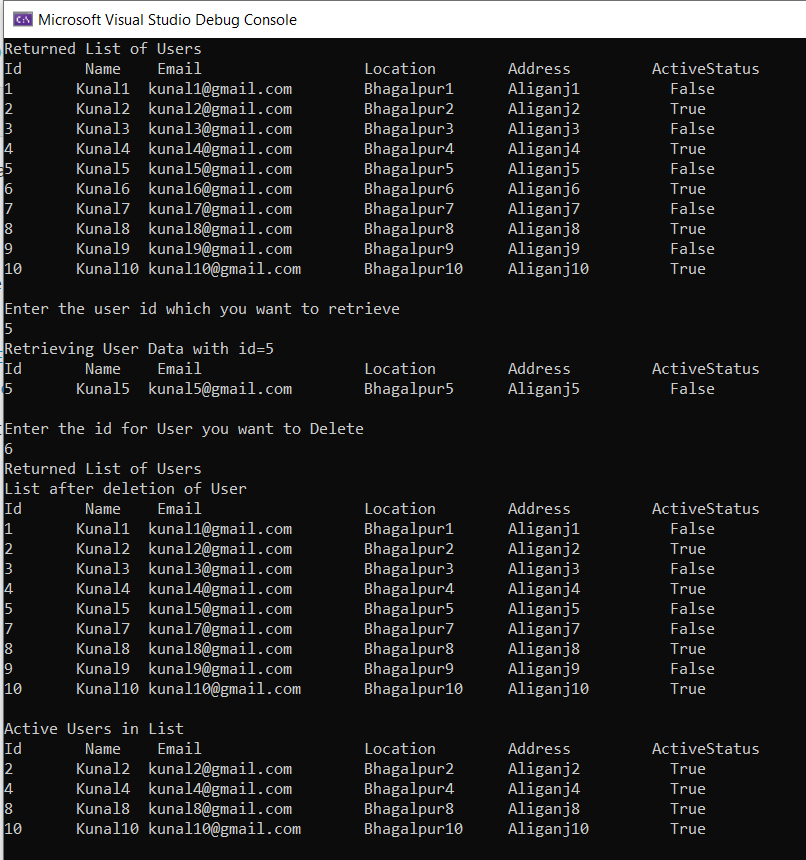 Microsoft Visual Studio Debug Console
Returned List of Users
Id Name Email Location Address ActiveStatus
1 Kunal1 kunal1@gmail.com Bhagalpur1 Aliganj1 False
2 Kunal2 kunal2@gmail.com Bhagalpur2 Aliganj2 True
3 Kunal3 kunal3@gmail.com Bhagalpur3 Aliganj3 False
4 Kunal4 kunal4@gmail.com Bhagalpur4 Aliganj4 True
5 Kunal5 kunal5@gmail.com Bhagalpur5 Aliganj5 False
6 Kunal6 kunal6@gmail.com Bhagalpur6 Aliganj6 True
7 Kunal7 kunal7@gmail.com Bhagalpur7 Aliganj7 False
8 Kunal8 kunal8@gmail.com Bhagalpur8 Aliganj8 True
9 Kunal9 kunal9@gmail.com Bhagalpur9 Aliganj9 False
10 Kunal10 kunal10@gmail.com Bhagalpur10 Aliganj10 True
Enter the user id which you want to retrieve
5
Retrieving User Data with id=5
Id Name Email Location Address ActiveStatus
5 Kunal5 kunal5@gmail.com Bhagalpur5 Aliganj5 False
Enter the id for User you want to Delete
6
Returned List of Users
List after deletion of User
Id Name Email Location Address ActiveStatus
1 Kunal1 kunal1@gmail.com Bhagalpur1 Aliganj1 False
2 Kunal2 kunal2@gmail.com Bhagalpur2 Aliganj2 True
3 Kunal3 kunal3@gmail.com Bhagalpur3 Aliganj3 False
4 Kunal4 kunal4@gmail.com Bhagalpur4 Aliganj4 True
5 Kunal5 kunal5@gmail.com Bhagalpur5 Aliganj5 False
7 Kunal7 kunal7@gmail.com Bhagalpur7 Aliganj7 False
8 Kunal8 kunal8@gmail.com Bhagalpur8 Aliganj8 True
9 Kunal9 kunal9@gmail.com Bhagalpur9 Aliganj9 False
10 Kunal10 kunal10@gmail.com Bhagalpur10 Aliganj10 True
Active Users in List
Id Name Email Location Address ActiveStatus
2 Kunal2 kunal2@gmail.com Bhagalpur2 Aliganj2 True
4 Kunal4 kunal4@gmail.com Bhagalpur4 Aliganj4 True
8 Kunal8 kunal8@gmail.com Bhagalpur8 Aliganj8 True
10 Kunal10 kunal10@gmail.com Bhagalpur10 Aliganj10 True